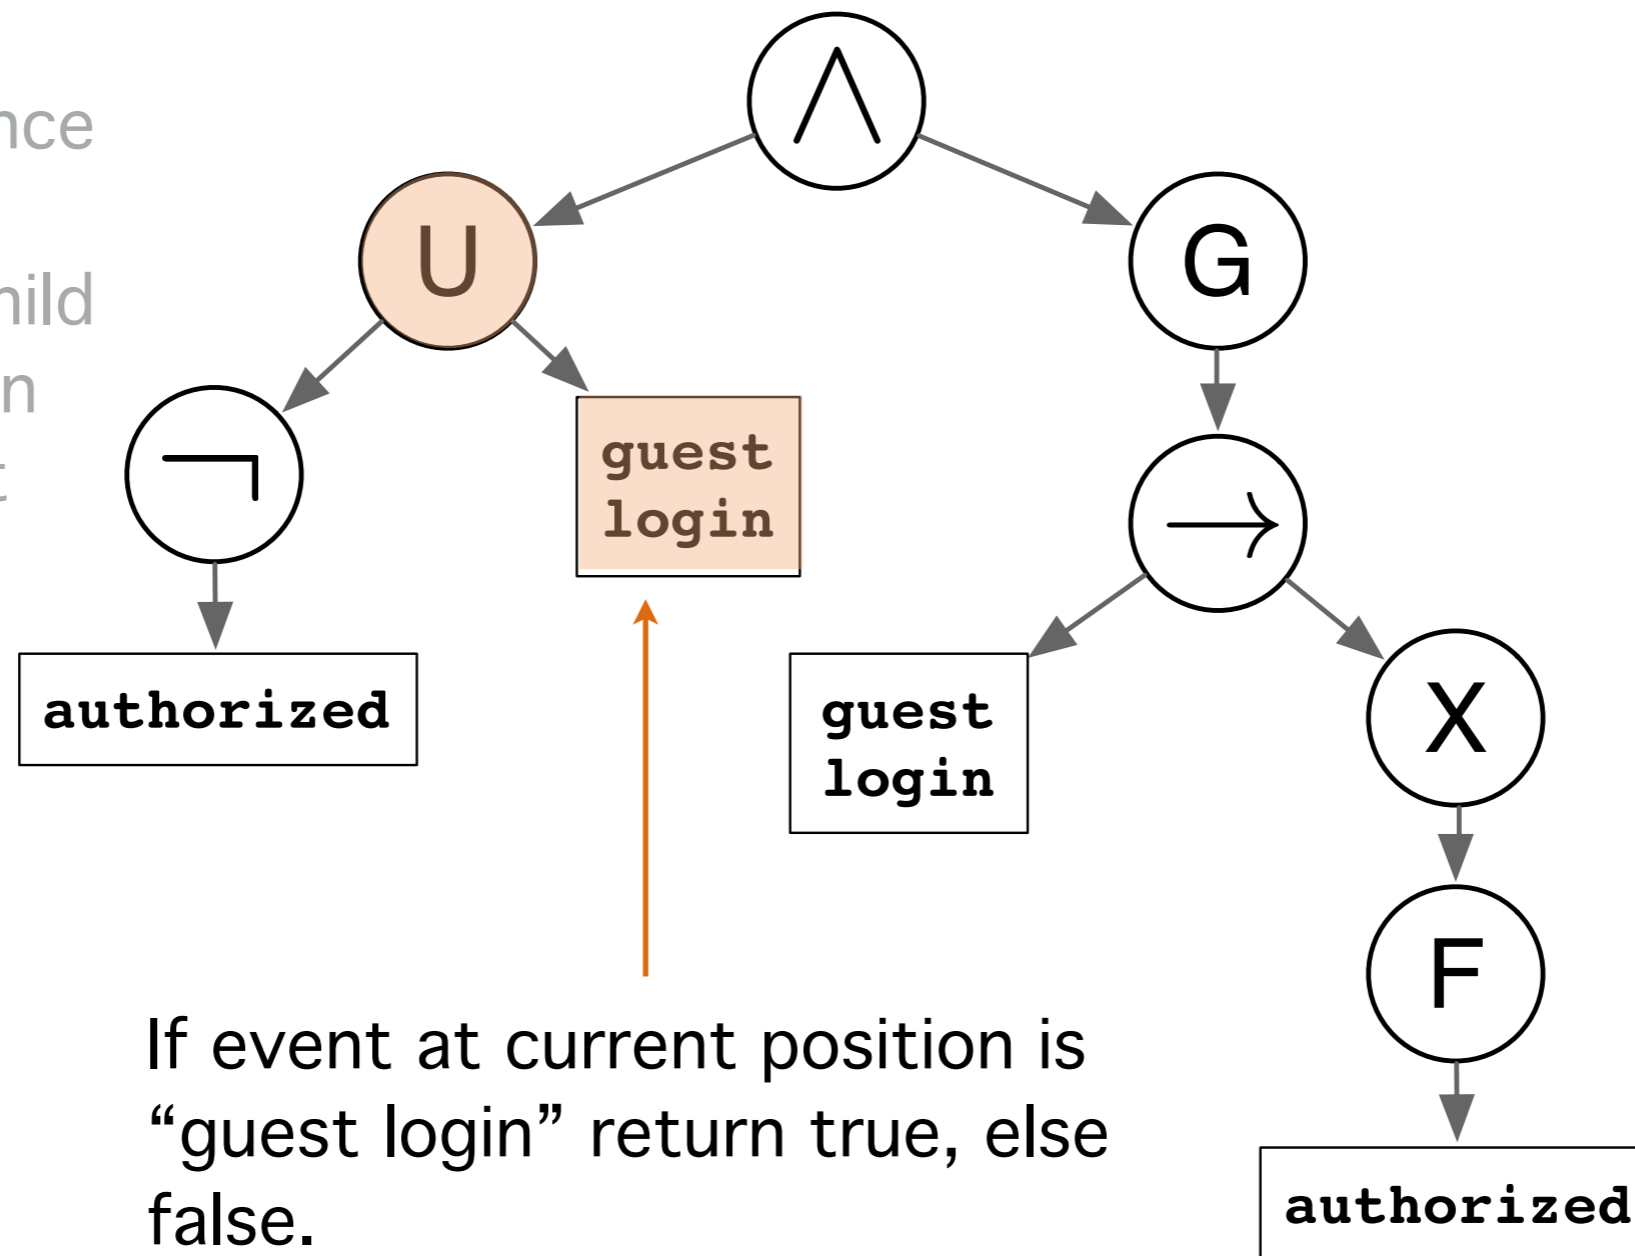 ∧
nce
U
G
hild
n
t
¬
guest
login
→
authorized
guest
login
X
F
If event at current position is
“guest login” return true, else
false.
authorized